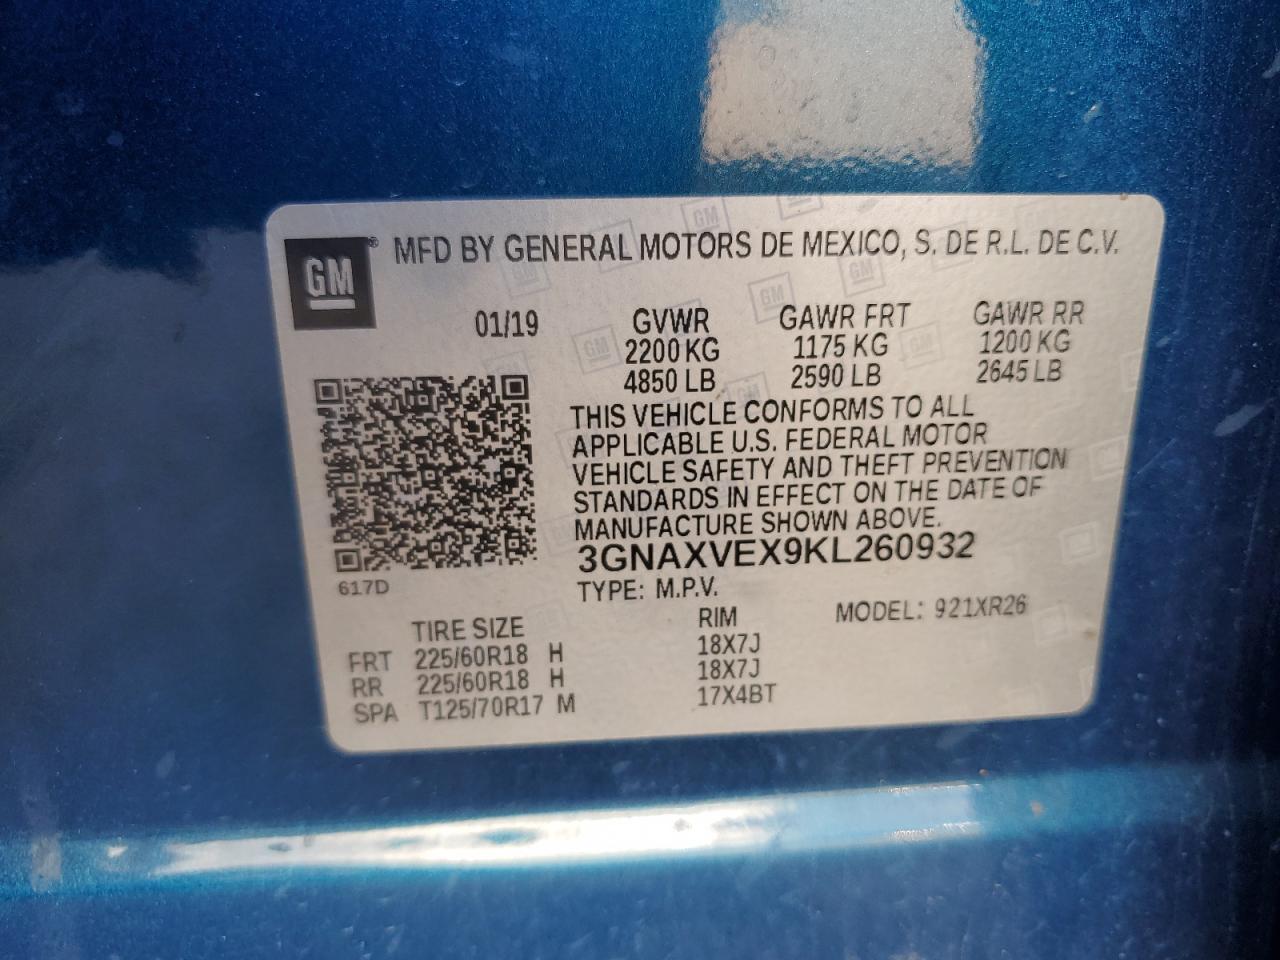 GM® MFD BY GENERAL MOTORS DE MEXICO, S. DE R.L. DE C.V.
01/19 GVWR GAWR FRT GAWR RR
2200 KG 1175 KG 1200 KG
4850 LB 2590 LB 2645 LB
THIS VEHICLE CONFORMS TO ALL
APPLICABLE U.S. FEDERAL MOTOR
VEHICLE SAFETY AND THEFT PREVENTION
STANDARDS IN EFFECT ON THE DATE OF
MANUFACTURE SHOWN ABOVE.
3GNAXVEX9KL260932
617D
TYPE: M.P.V.
MODEL: 921XR26
TIRE SIZE RIM
FRT 225/60R18 H 18X7J
RR 225/60R18 H 18X7J
SPA T125/70R17 M 17X4BT